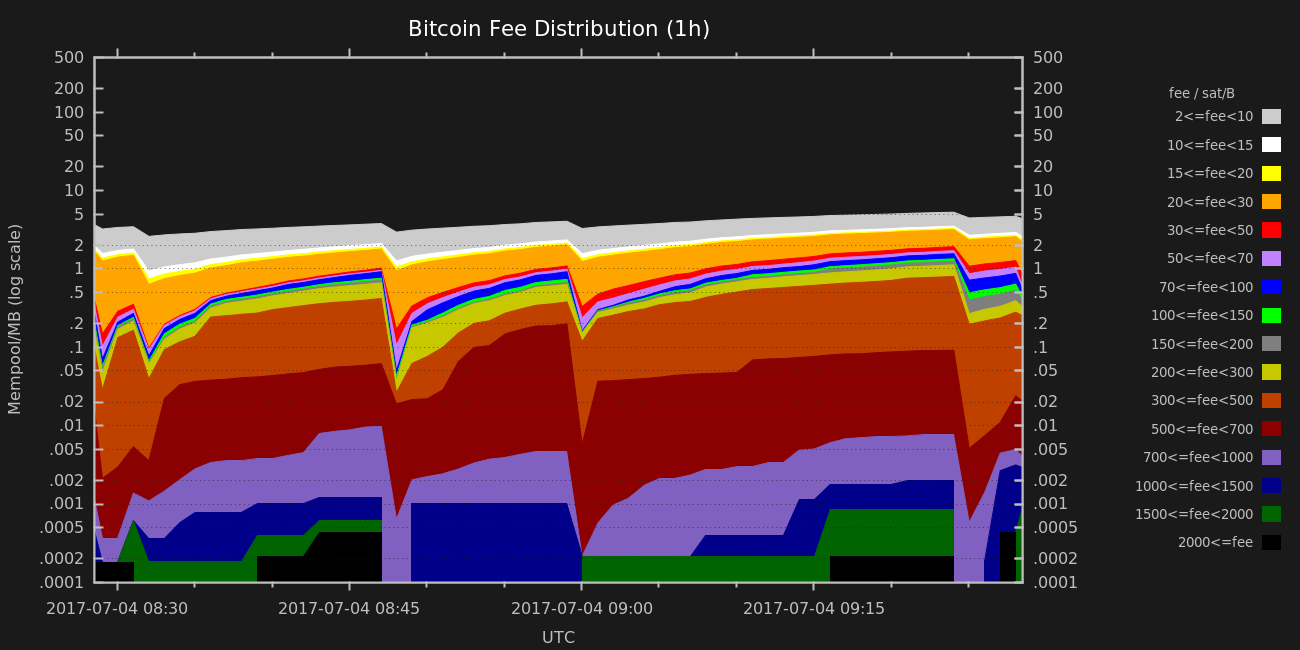 Bitcoin Fee Distribution (1h)
500
200
100
50
20
10
5
2
1
.5
.2
.1
.05
.02
.01
.005
.002
.001
.0005
.0002
.0001
Mempool/MB (log scale)
500
200
100
50
20
10
5
2
1
.5
.2
.1
.05
.02
.01
.005
.002
.001
.0005
.0002
.0001
2017-07-04 08:30 2017-07-04 08:45 2017-07-04 09:00 2017-07-04 09:15
UTC
fee / sat/B
2<=fee<10
10<=fee<15
15<=fee<20
20<=fee<30
30<=fee<50
50<=fee<70
70<=fee<100
100<=fee<150
150<=fee<200
200<=fee<300
300<=fee<500
500<=fee<700
700<=fee<1000
1000<=fee<1500
1500<=fee<2000
2000<=fee